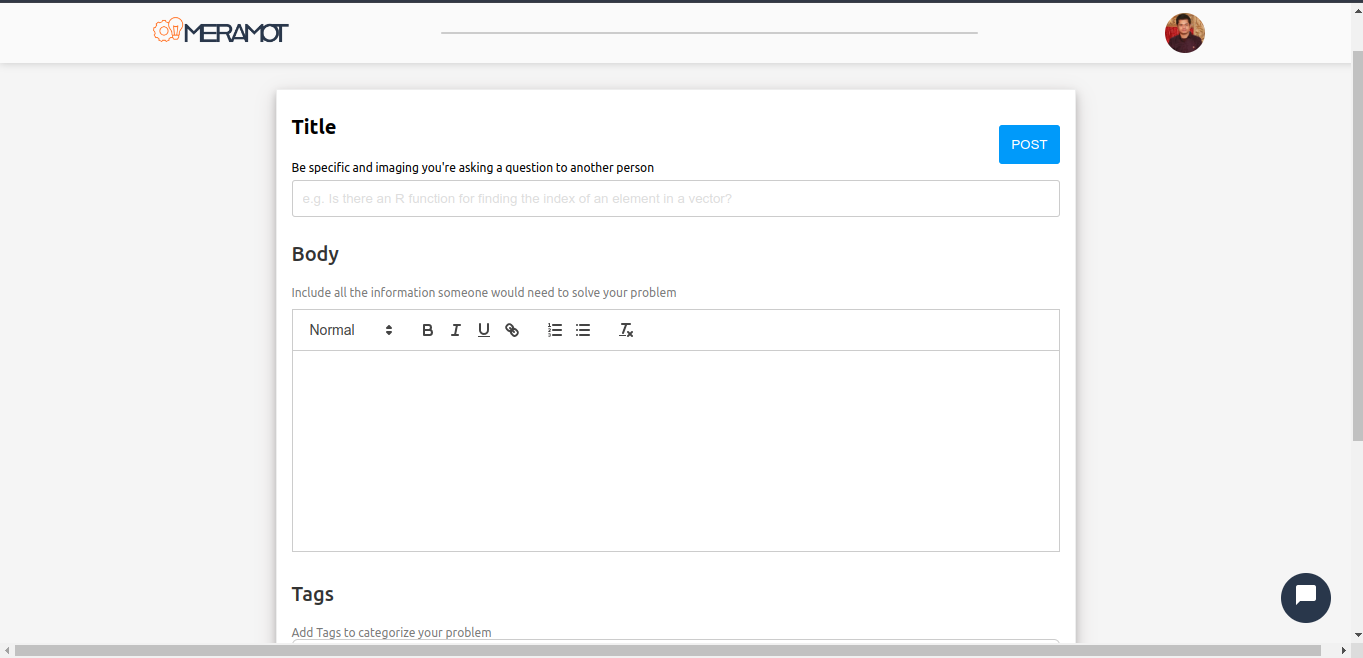 MERAMOT
Title
POST
Be specific and imaging you're asking a question to another person
e.g. Is there an R function for finding the index of an element in a vector?
Body
Include all the information someone would need to solve your problem
Normal
Tags
Add Tags to categorize your problem